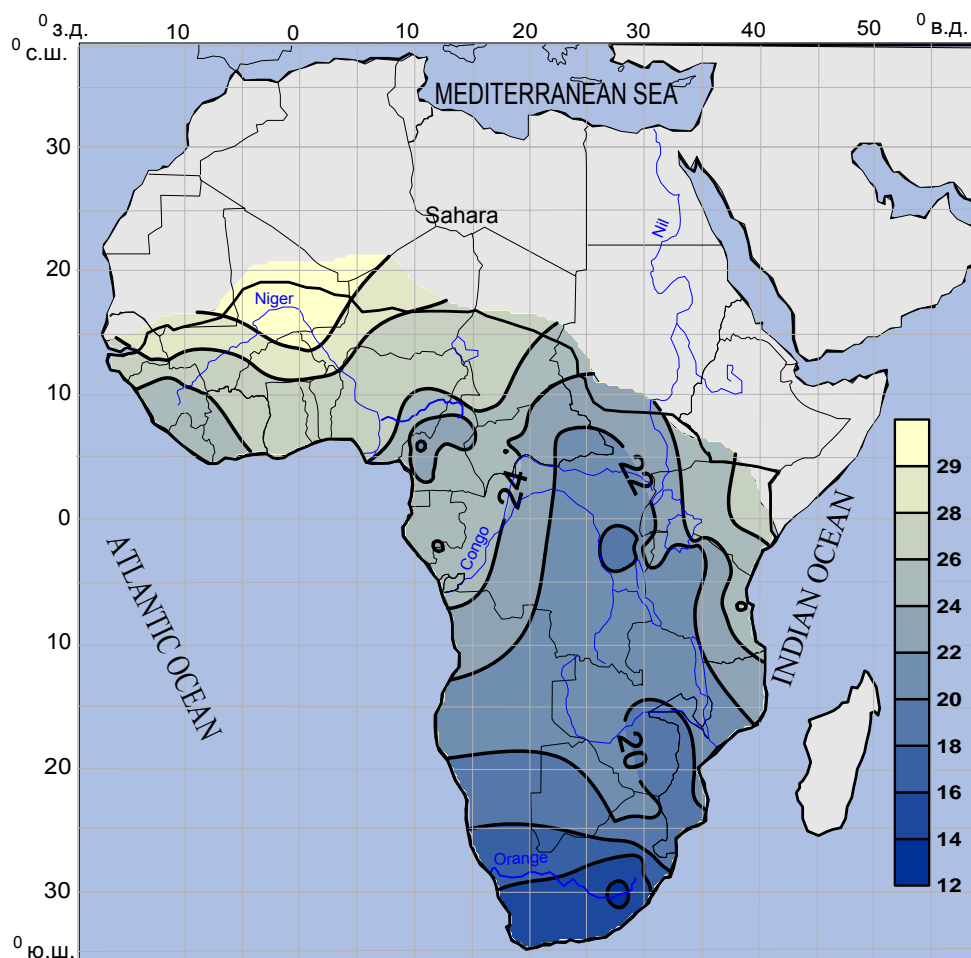 0 з.д. 10 0 10 20 30 40 50 0 в.д.
0 с.ш.
MEDITERRANEAN SEA
30
Sahara
Nil
20
Niger
10
29
28
26
24
22
20
18
16
14
12
22
24
0
Congo
ATLANTIC OCEAN
INDIAN OCEAN
10
20
20
Orange
30
0 ю.ш.